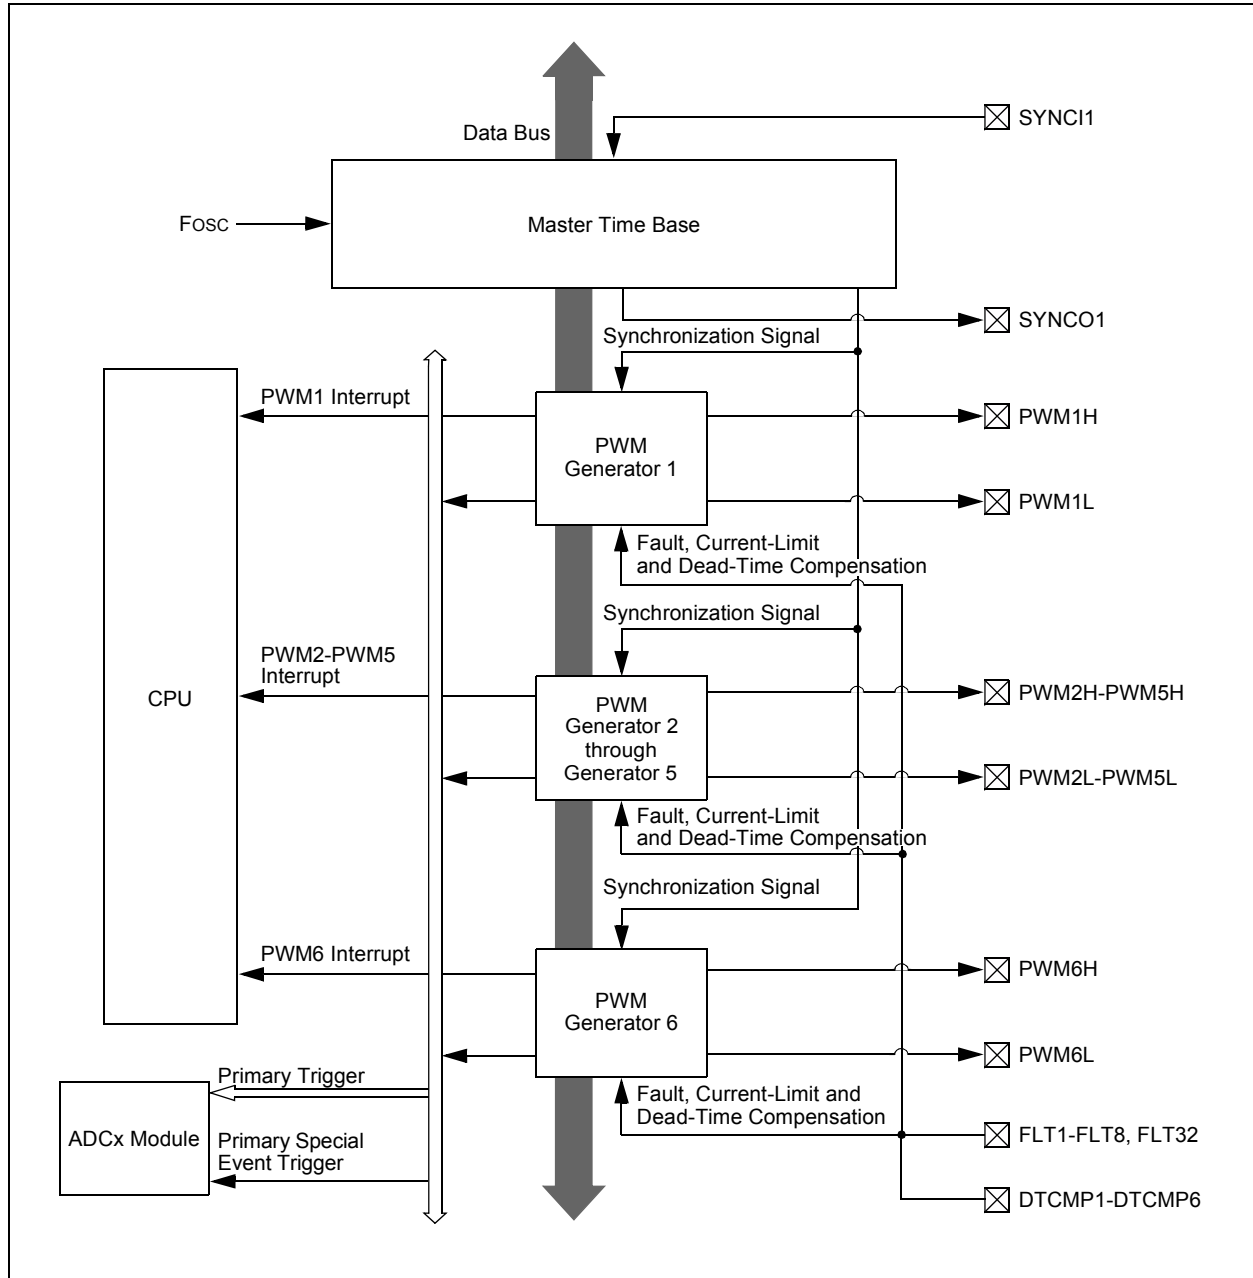 SYNCI1
Data Bus
FOSC
Master Time Base
SYNCO1
Synchronization Signal
PWM1 Interrupt
PWM
Generator 1
PWM1H
PWM1L
Fault, Current-Limit
and Dead-Time Compensation
Synchronization Signal
PWM2-PWM5
Interrupt
CPU
PWM
Generator 2
through
Generator 5
PWM2H-PWM5H
PWM2L-PWM5L
Fault, Current-Limit
and Dead-Time Compensation
Synchronization Signal
PWM6 Interrupt
PWM
Generator 6
PWM6H
PWM6L
Primary Trigger
Fault, Current-Limit and
Dead-Time Compensation
ADCx Module
Primary Special
Event Trigger
FLT1-FLT8, FLT32
DTCMP1-DTCMP6